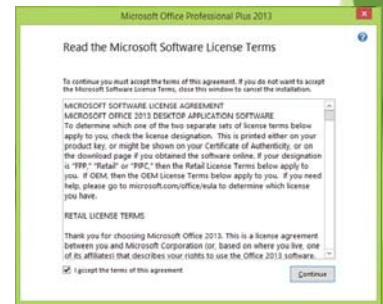 Microsoft Office Professional Plus 2013
Read the Microsoft Software License Terms
To continue you must accept the terms of this agreement. If you do not want to accept
the Microsoft Software License Terms, close this window to cancel the installation.
MICROSOFT SOFTWARE LICENSE AGREEMENT
MICROSOFT OFFICE 2013 DESKTOP APPLICATION SOFTWARE
To determine which one of the two separate sets of license terms below
apply to you, check the license designation. This is printed either on your
product key, or might be shown on your Certificate of Authenticity, or on
the download page if you obtained the software online. If your designation
is "FPP," "Retail" or "PIPC," then the Retail License Terms below apply to
you. If OEM, then the OEM License Terms below apply to you. If you need
help, please go to microsoft.com/office/eula to determine which license
you have.
RETAIL LICENSE TERMS
Thank you for choosing Microsoft Office 2013. This is a license agreement
between you and Microsoft Corporation (or, based on where you live, one
of its affiliates) that describes your rights to use the Office 2013 software.
I accept the terms of this agreement
Continue